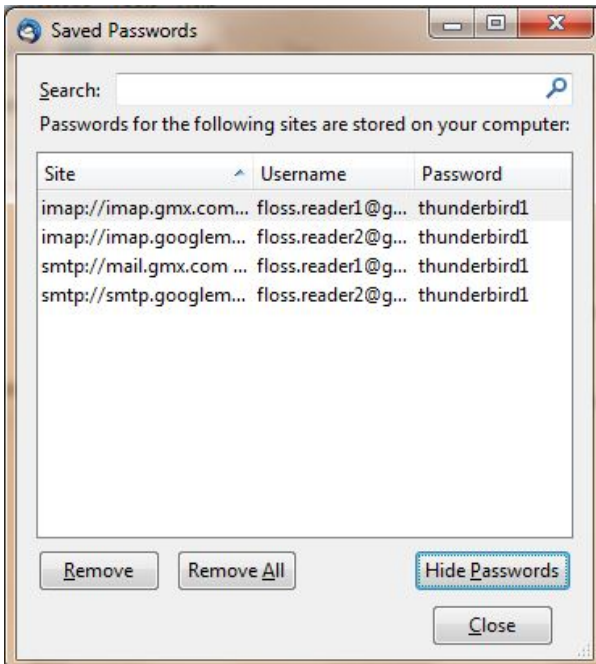 Saved Passwords
Search:
Passwords for the following sites are stored on your computer:
Site Username Password
imap://imap.gmx.com... floss.reader1@g... thunderbird1
imap://imap.googlem... floss.reader2@g... thunderbird1
smtp://mail.gmx.com ... floss.reader1@g... thunderbird1
smtp://smtp.googlem... floss.reader2@g... thunderbird1
Remove Remove All Hide Passwords
Close